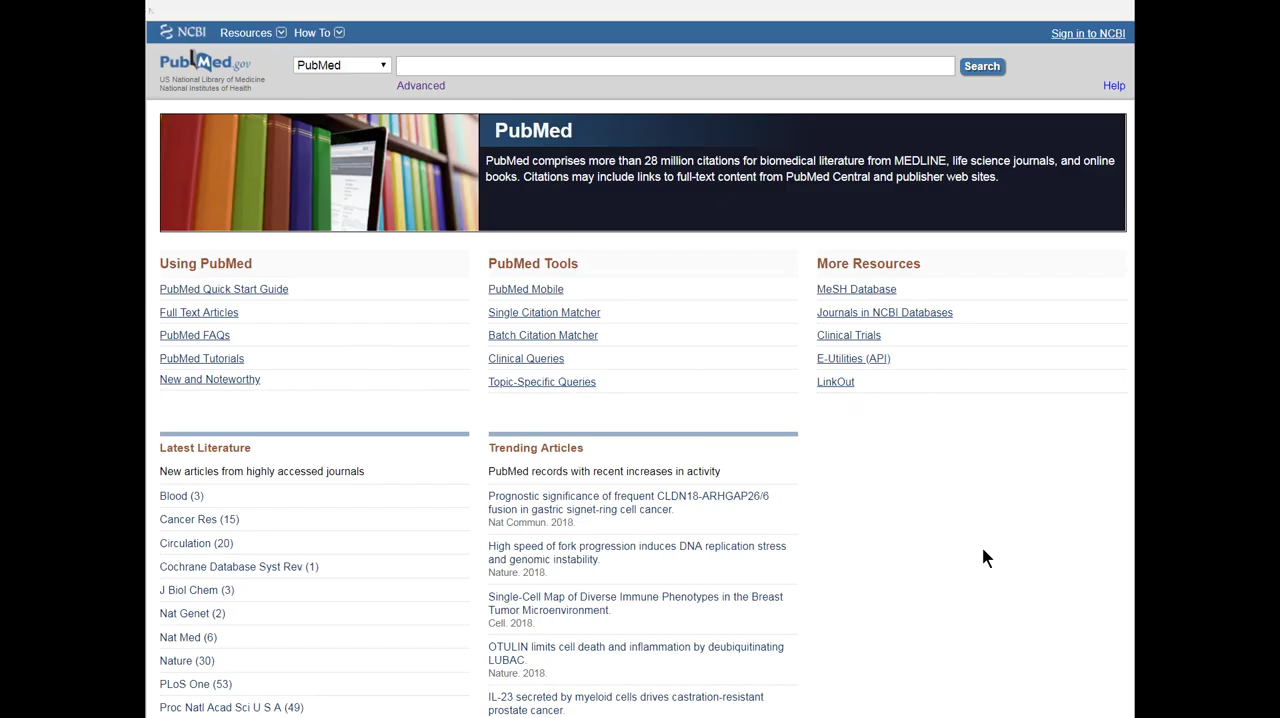 NCBI Resources How To Sign in to NCBI
PubMed.gov
US National Library of Medicine
National Institutes of Health
PubMed Search
Advanced Help
PubMed
PubMed comprises more than 28 million citations for biomedical literature from MEDLINE, life science journals, and online
books. Citations may include links to full-text content from PubMed Central and publisher web sites.
Using PubMed
PubMed Quick Start Guide
Full Text Articles
PubMed FAQs
PubMed Tutorials
New and Noteworthy
PubMed Tools
PubMed Mobile
Single Citation Matcher
Batch Citation Matcher
Clinical Queries
Topic-Specific Queries
More Resources
MeSH Database
Journals in NCBI Databases
Clinical Trials
E-Utilities (API)
LinkOut
Latest Literature
New articles from highly accessed journals
Blood (3)
Cancer Res (15)
Circulation (20)
Cochrane Database Syst Rev (1)
J Biol Chem (3)
Nat Genet (2)
Nat Med (6)
Nature (30)
PLoS One (53)
Proc Natl Acad Sci U S A (49)
Trending Articles
PubMed records with recent increases in activity
Prognostic significance of frequent CLDN18-ARHGAP26/6
fusion in gastric signet-ring cell cancer.
Nat Commun. 2018.
High speed of fork progression induces DNA replication stress
and genomic instability.
Nature. 2018.
Single-Cell Map of Diverse Immune Phenotypes in the Breast
Tumor Microenvironment.
Cell. 2018.
OTULIN limits cell death and inflammation by deubiquitinating
LUBAC.
Nature. 2018.
IL-23 secreted by myeloid cells drives castration-resistant
prostate cancer.